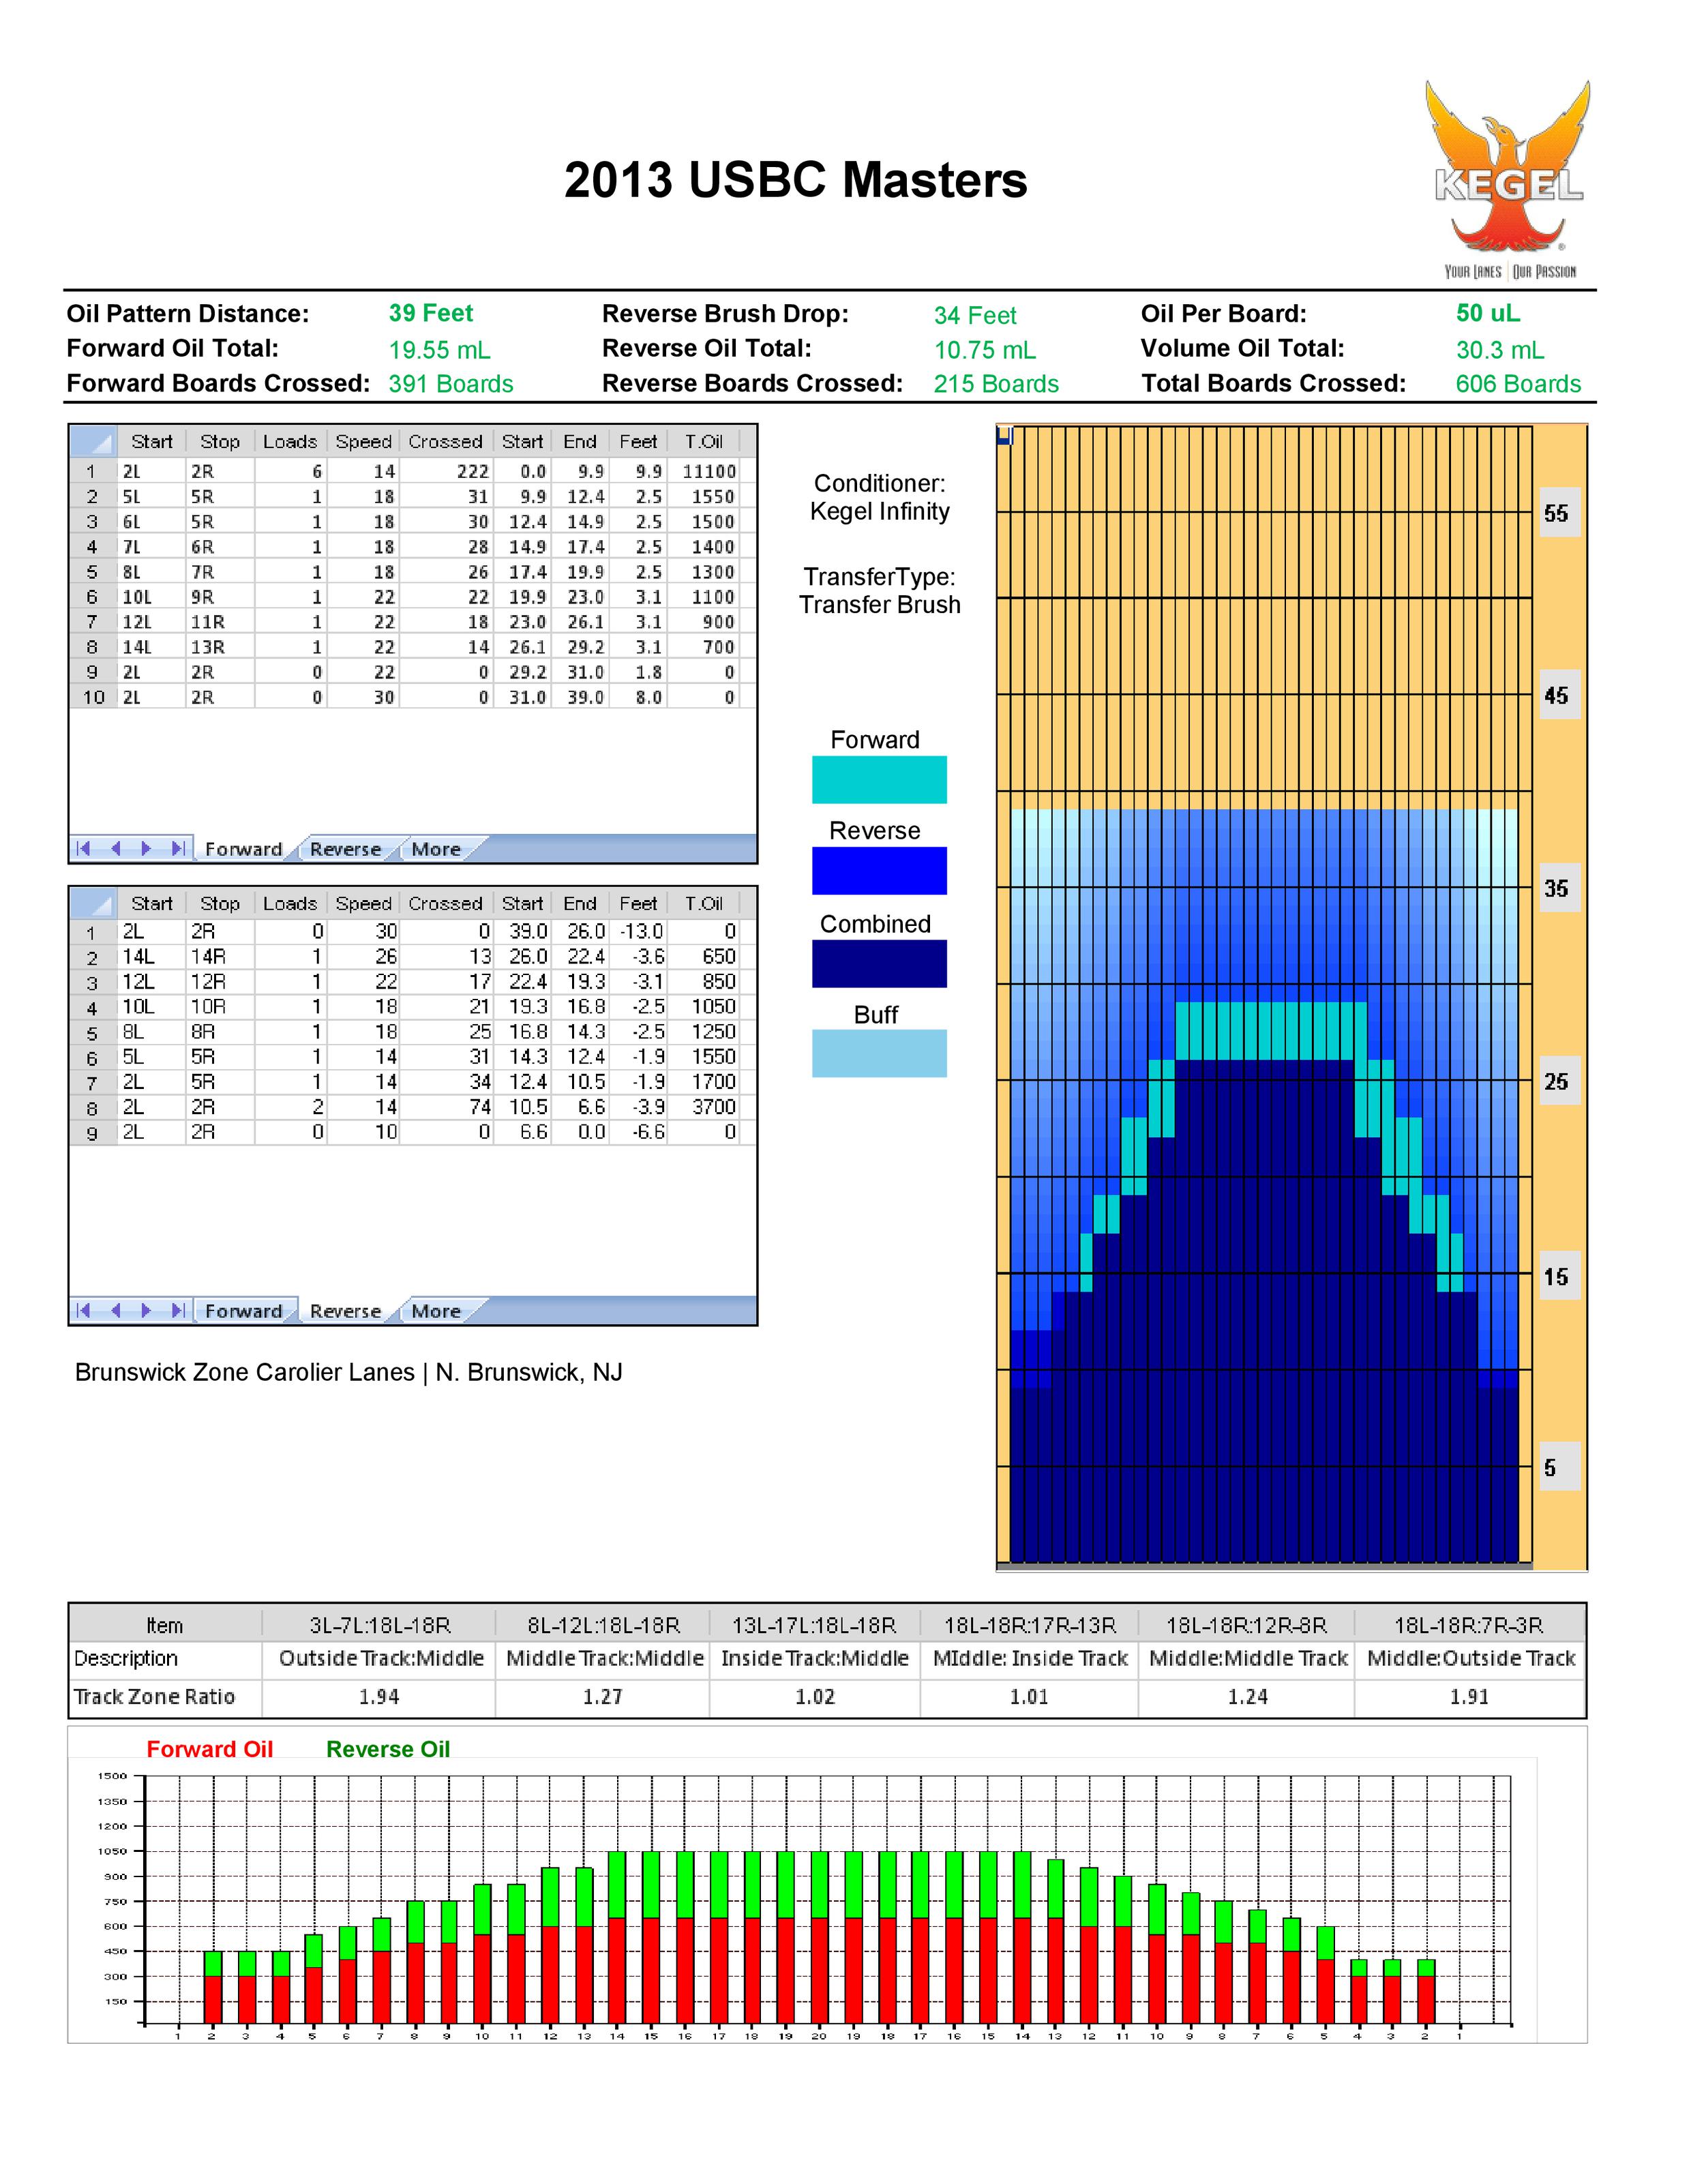 2013 USBC Masters
KEGEL
®
YOUR LANES | OUR PASSION
Oil Pattern Distance: 39 Feet Reverse Brush Drop: 34 Feet Oil Per Board: 50 uL
Forward Oil Total: 19.55 mL Reverse Oil Total: 10.75 mL Volume Oil Total: 30.3 mL
Forward Boards Crossed: 391 Boards Reverse Boards Crossed: 215 Boards Total Boards Crossed: 606 Boards
Start Stop Loads Speed Crossed Start End Feet T.Oil
1 2L 2R 6 14 222 0.0 9.9 9.9 11100
2 5L 5R 1 18 31 9.9 12.4 2.5 1550
3 6L 5R 1 18 30 12.4 14.9 2.5 1500
4 7L 6R 1 18 28 14.9 17.4 2.5 1400
5 8L 7R 1 18 26 17.4 19.9 2.5 1300
6 10L 9R 1 22 22 19.9 23.0 3.1 1100
7 12L 11R 1 22 18 23.0 26.1 3.1 900
8 14L 13R 1 22 14 26.1 29.2 3.1 700
9 2L 2R 0 22 0 29.2 31.0 1.8 0
10 2L 2R 0 30 0 31.0 39.0 8.0 0
Forward Reverse More
Start Stop Loads Speed Crossed Start End Feet T.Oil
1 2L 2R 0 30 0 39.0 26.0 -13.0 0
2 14L 14R 1 26 13 26.0 22.4 -3.6 650
3 12L 12R 1 22 17 22.4 19.3 -3.1 850
4 10L 10R 1 18 21 19.3 16.8 -2.5 1050
5 8L 8R 1 18 25 16.8 14.3 -2.5 1250
6 5L 5R 1 14 31 14.3 12.4 -1.9 1550
7 2L 5R 1 14 34 12.4 10.5 -1.9 1700
8 2L 2R 2 14 74 10.5 6.6 -3.9 3700
9 2L 2R 0 10 0 6.6 0.0 -6.6 0
Forward Reverse More
Brunswick Zone Carolier Lanes | N. Brunswick, NJ
Conditioner:
Kegel Infinity
TransferType:
Transfer Brush
Forward
Reverse
Combined
Buff
55
45
35
25
15
5
Item 3L-7L:18L-18R 8L-12L:18L-18R 13L-17L:18L-18R 18L-18R:17R-13R 18L-18R:12R-8R 18L-18R:7R-3R
Description Outside Track:Middle Middle Track:Middle Inside Track:Middle MIddle: Inside Track Middle:Middle Track Middle:Outside Track
Track Zone Ratio 1.94 1.27 1.02 1.01 1.24 1.91
Forward Oil Reverse Oil
1500
1350
1200
1050
900
750
600
450
300
150
1 2 3 4 5 6 7 8 9 10 11 12 13 14 15 16 17 18 19 20 19 18 17 16 15 14 13 12 11 10 9 8 7 6 5 4 3 2 1